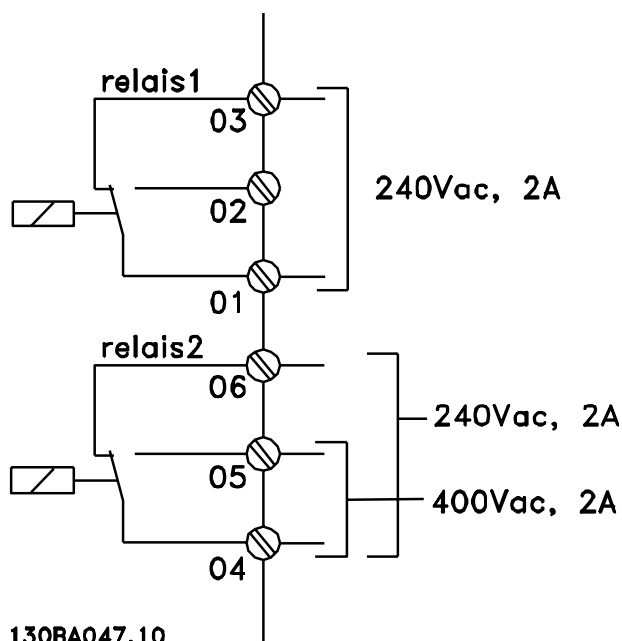 relais1
03
240Vac, 2A
02
01
relais2
06
240Vac, 2A
05
400Vac, 2A
04
130BA047.10